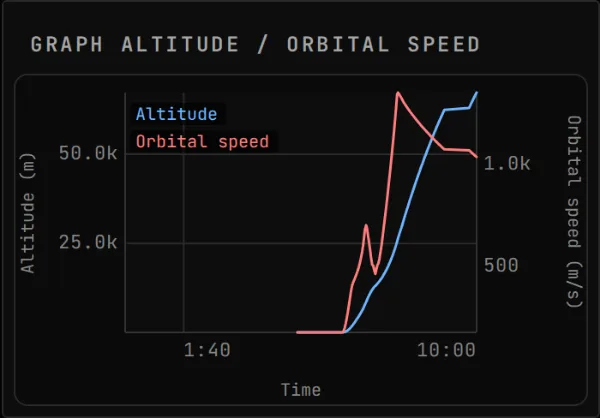 GRAPH ALTITUDE / ORBITAL SPEED
Altitude
Orbital speed
Altitude (m)
50.0k
25.0k
1.0k
500
Orbital speed (m/s)
1:40
10:00
Time